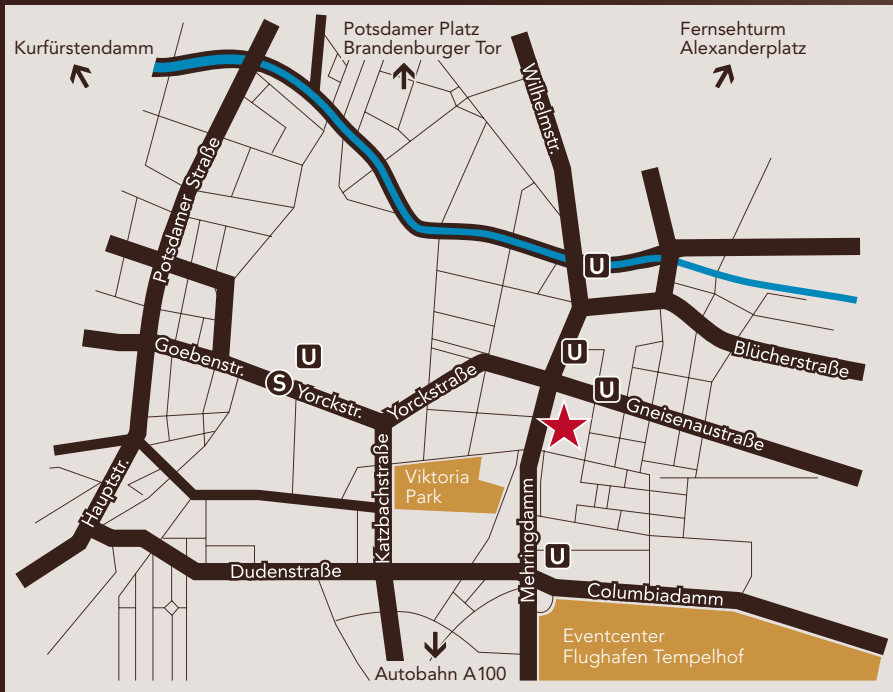 Kurfürstendamm
Potsdamer Platz
Brandenburger Tor
Fernsehturm
Alexanderplatz
Wilhelmstr.
Potsdamer Straße
U
U
U
Goebenstr.
S
Yorckstr.
Yorckstraße
U
Blücherstraße
Gneisenaustraße
Hauptstr.
Viktoria
Park
Katzbachstraße
Mehringdamm
U
Dudenstraße
Columbiadamm
Eventcenter
Flughafen Tempelhof
Autobahn A100